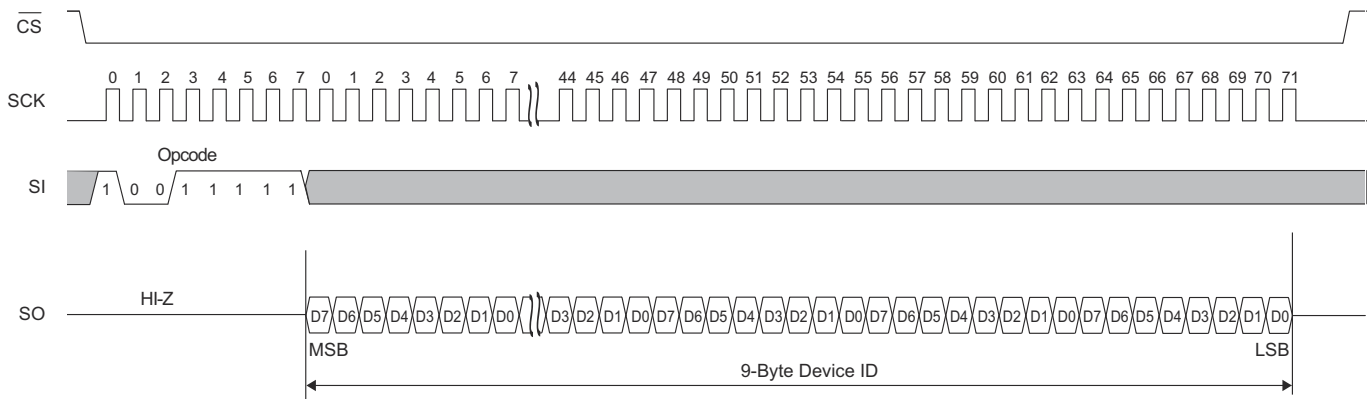 CS
SCK
0 1 2 3 4 5 6 7 0 1 2 3 4 5 6 7 44 45 46 47 48 49 50 51 52 53 54 55 56 57 58 59 60 61 62 63 64 65 66 67 68 69 70 71
Opcode
SI
1 0 0 1 1 1 1 1
HI-Z
SO
D7 D6 D5 D4 D3 D2 D1 D0 D3 D2 D1 D0 D7 D6 D5 D4 D3 D2 D1 D0 D7 D6 D5 D4 D3 D2 D1 D0 D7 D6 D5 D4 D3 D2 D1 D0
MSB LSB
9-Byte Device ID